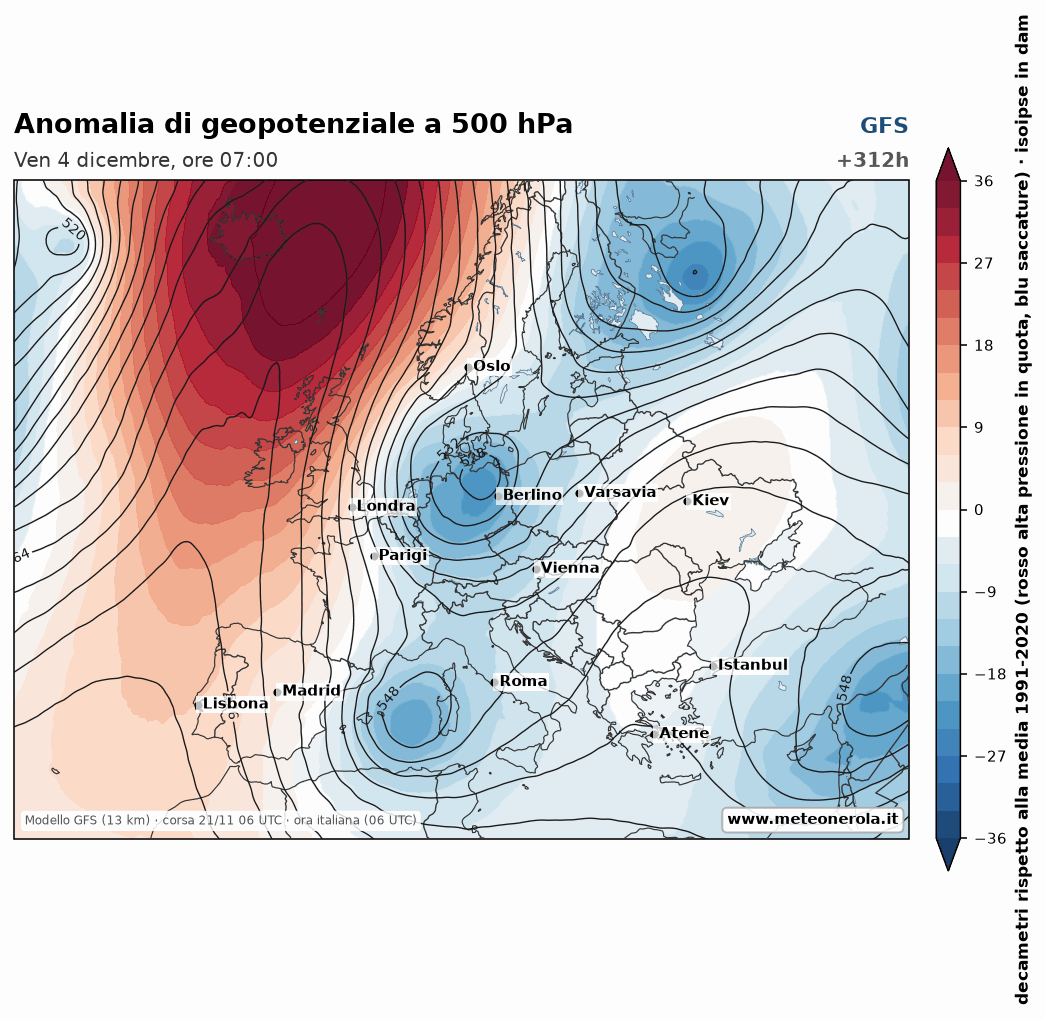 Anomalia di geopotenziale a 500 hPa
GFS
Ven 4 dicembre, ore 07:00
+312h
520
Oslo
528
Berlino
Varsavia
Kiev
Londra
64
Parigi
Vienna
Istanbul
Roma
Madrid
548
548
Lisbona
Atene
Modello GFS (13 km) · corsa 21/11 06 UTC · ora italiana (06 UTC)
www.meteonerola.it
36
27
18
9
0
−9
−18
−27
−36
decametri rispetto alla media 1991-2020 (rosso alta pressione in quota, blu saccature) · isoipse in dam